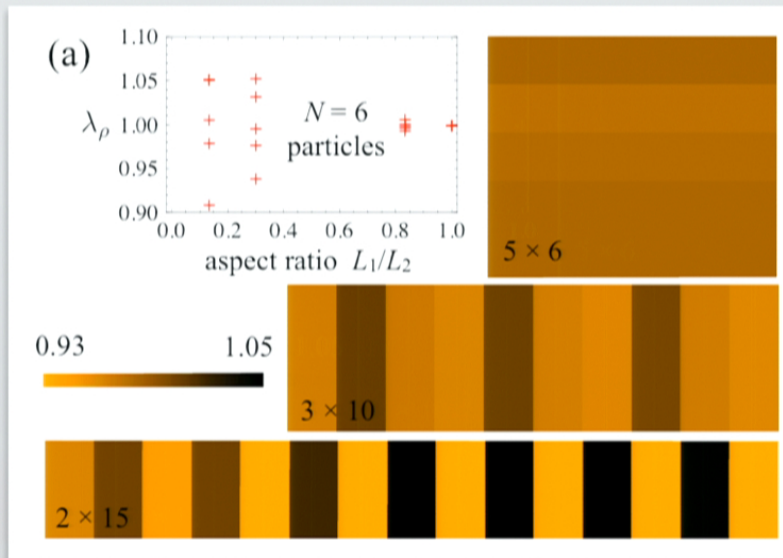 (a)
1.10
1.05
λρ 1.00
0.95
0.90
N = 6
particles
0.0 0.2 0.4 0.6 0.8 1.0
aspect ratio L1/L2
5 × 6
0.93 1.05
3 × 10
2 × 15